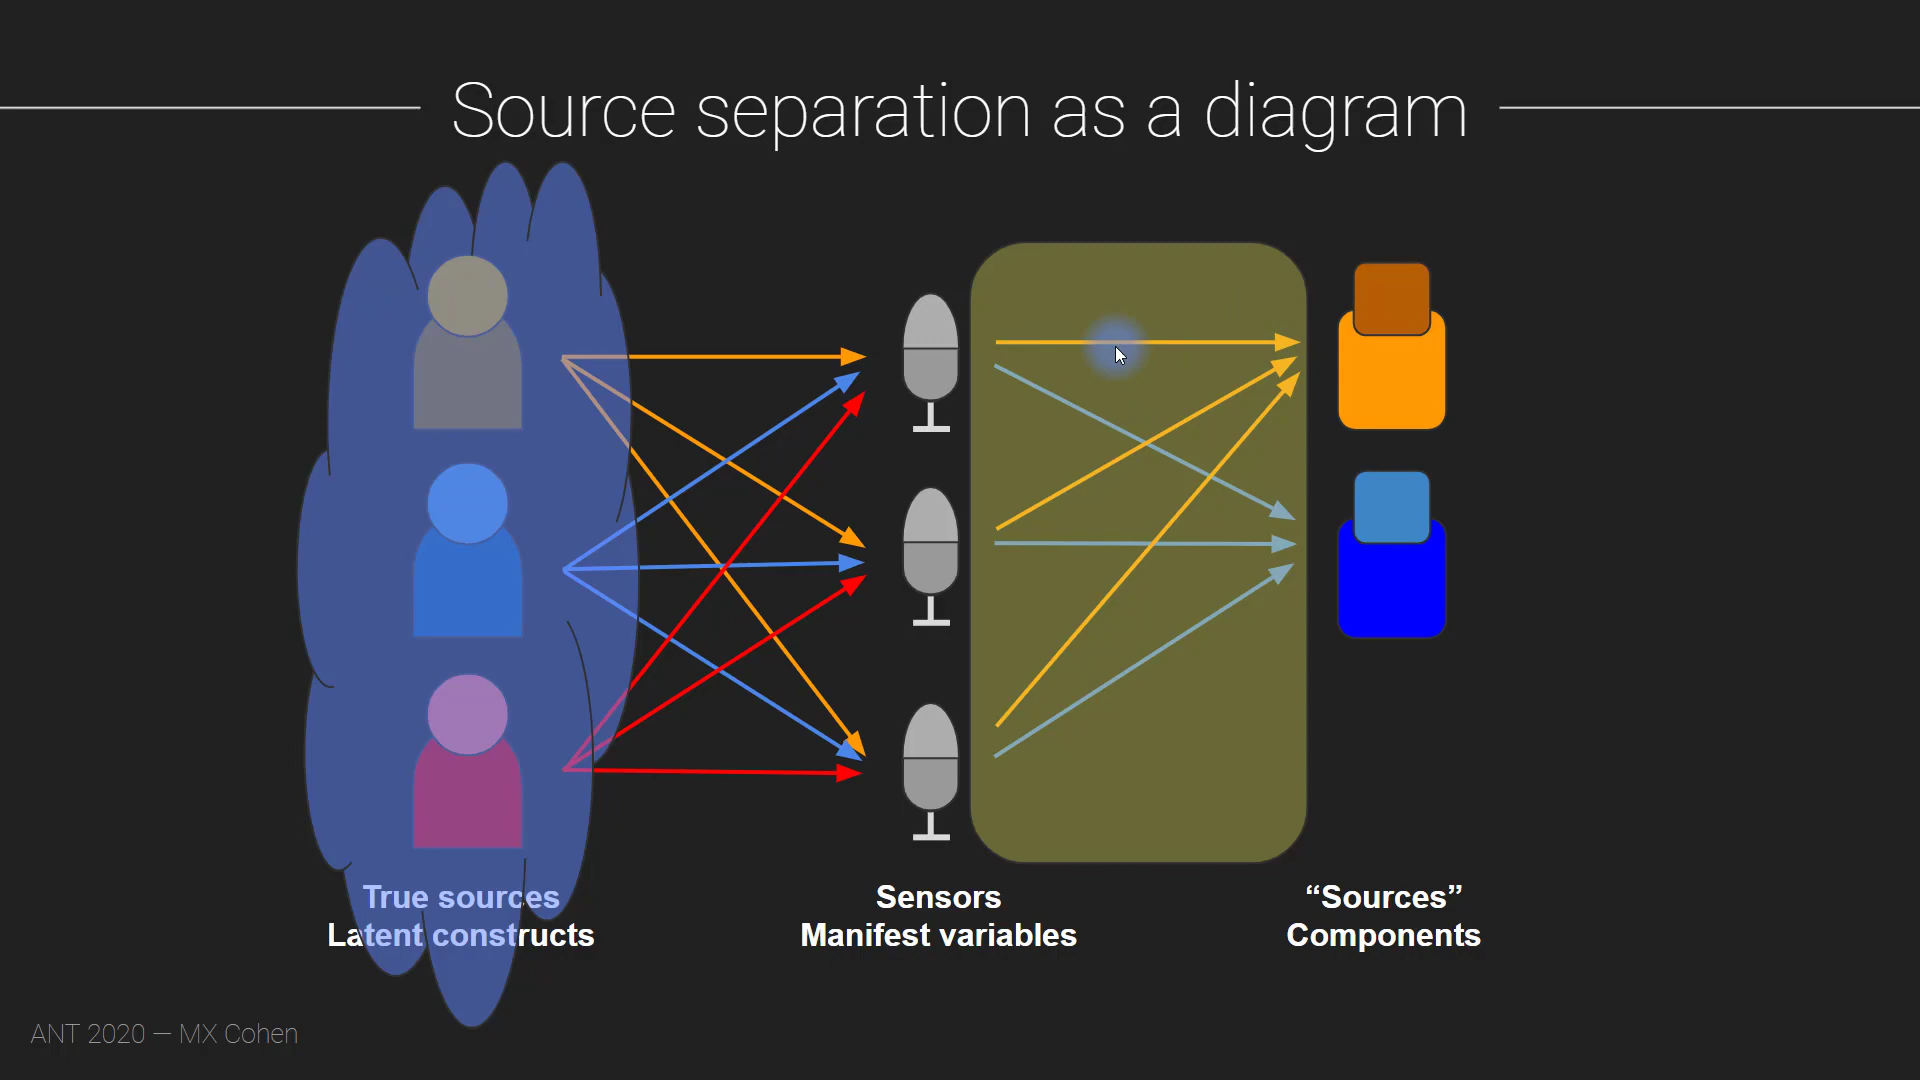 Source separation as a diagram
True sources
Latent constructs
Sensors
Manifest variables
“Sources”
Components
ANT 2020 — MX Cohen